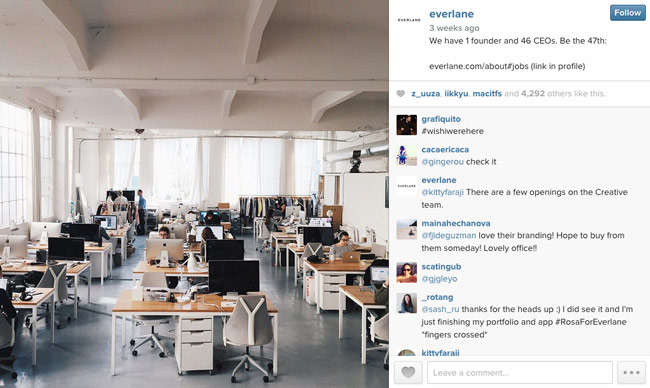 EVERLANE
everlane
Follow
3 weeks ago
We have 1 founder and 46 CEOs. Be the 47th:
everlane.com/about#jobs (link in profile)
z_uuza, iikkyu, macitfs and 4,292 others like this.
grafiquito
#wishiwerehere
cacaericaca
@gingerou check it
EVERLANE
everlane
@kittyfaraji There are a few openings on the Creative
team.
mainahechanova
@fjldeguzman love their branding! Hope to buy from
them someday! Lovely office!!
scatingub
@gjgleyo
_rotang
@sash_ru thanks for the heads up :) I did see it and I'm
just finishing my portfolio and app #RosaForEverlane
"fingers crossed"
kittyfaraji
Leave a comment...